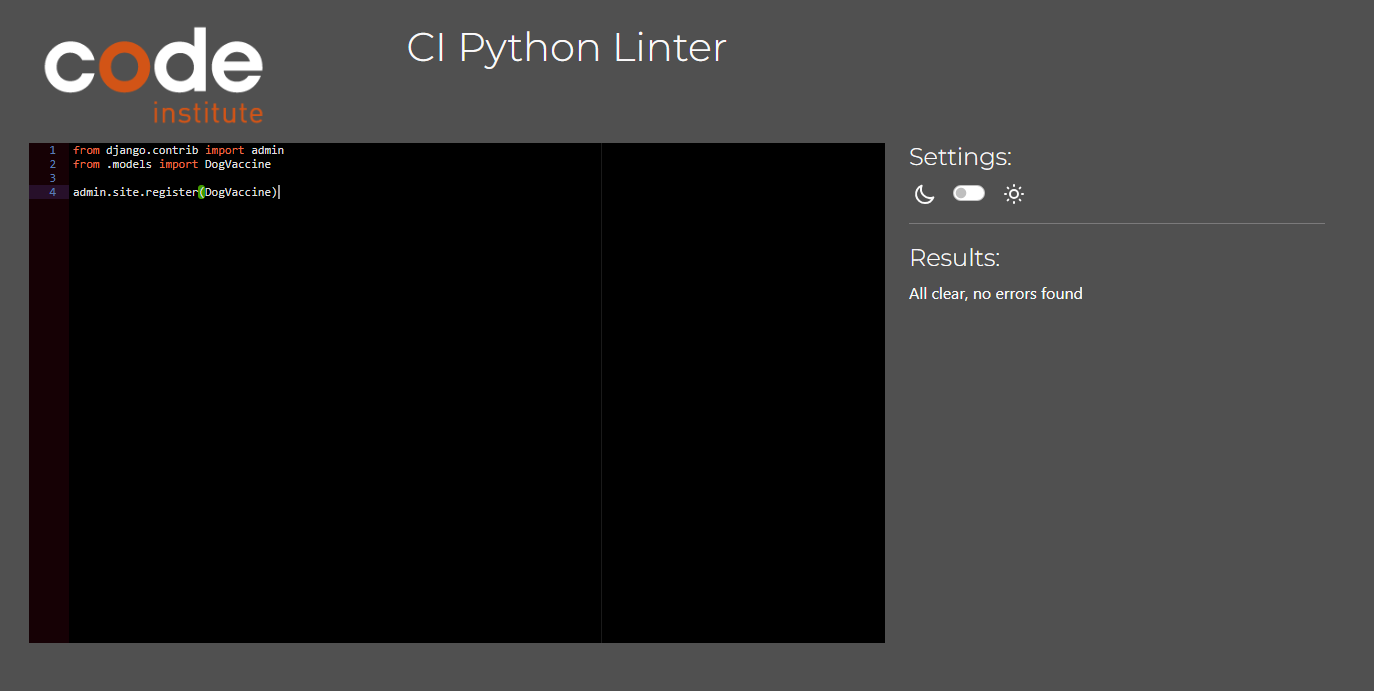 code
institute
CI Python Linter
1 from django.contrib import admin
2 from .models import DogVaccine
3
4 admin.site.register(DogVaccine)
Settings:
Results:
All clear, no errors found